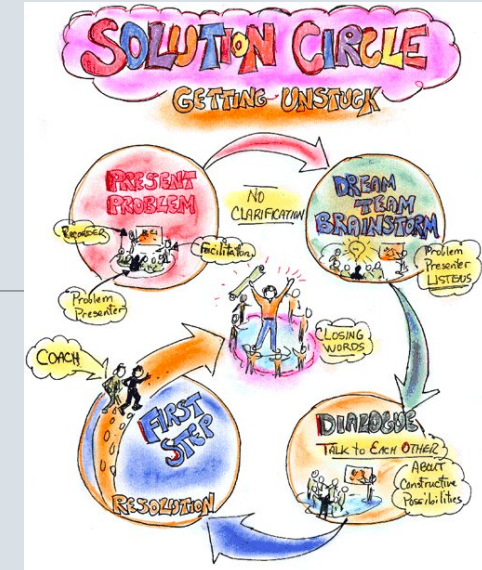 SOLUTION CIRCLE
GETTING UNSTUCK
PRESENT
PROBLEM
RECORDER
Facilitator
Problem
Presenter
NO
CLARIFICATION
DREAM
TEAM
BRAINSTORM
Problem
Presenter
LISTENS
CLOSING
WORDS
DIALOGUE
TALK to EACH OTHER
ABOUT
Constructive
Possibilities
COACH
FIRST
STEP
RESOLUTION